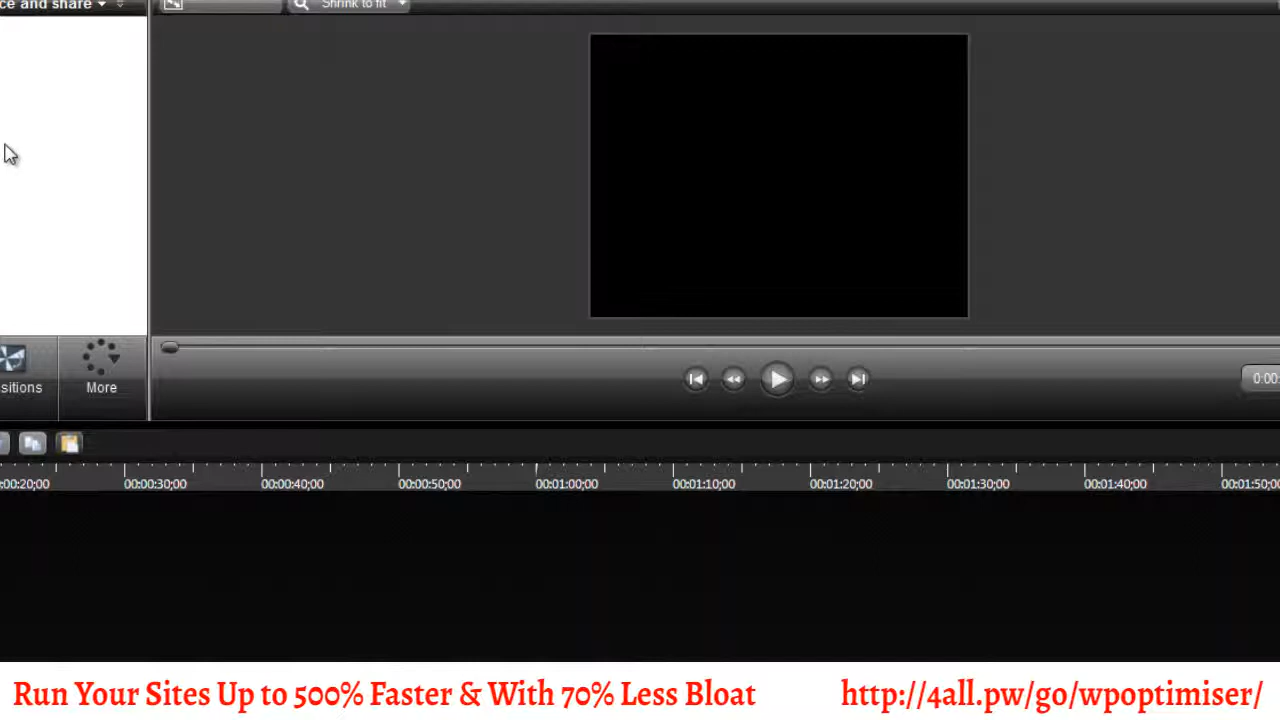 ce and share
Shrink to fit
sitions
More
0:00:
:00:20;00 00:00:30;00 00:00:40;00 00:00:50;00 00:01:00;00 00:01:10;00 00:01:20;00 00:01:30;00 00:01:40;00 00:01:50;00
Run Your Sites Up to 500% Faster & With 70% Less Bloat http://4all.pw/go/wpoptimiser/